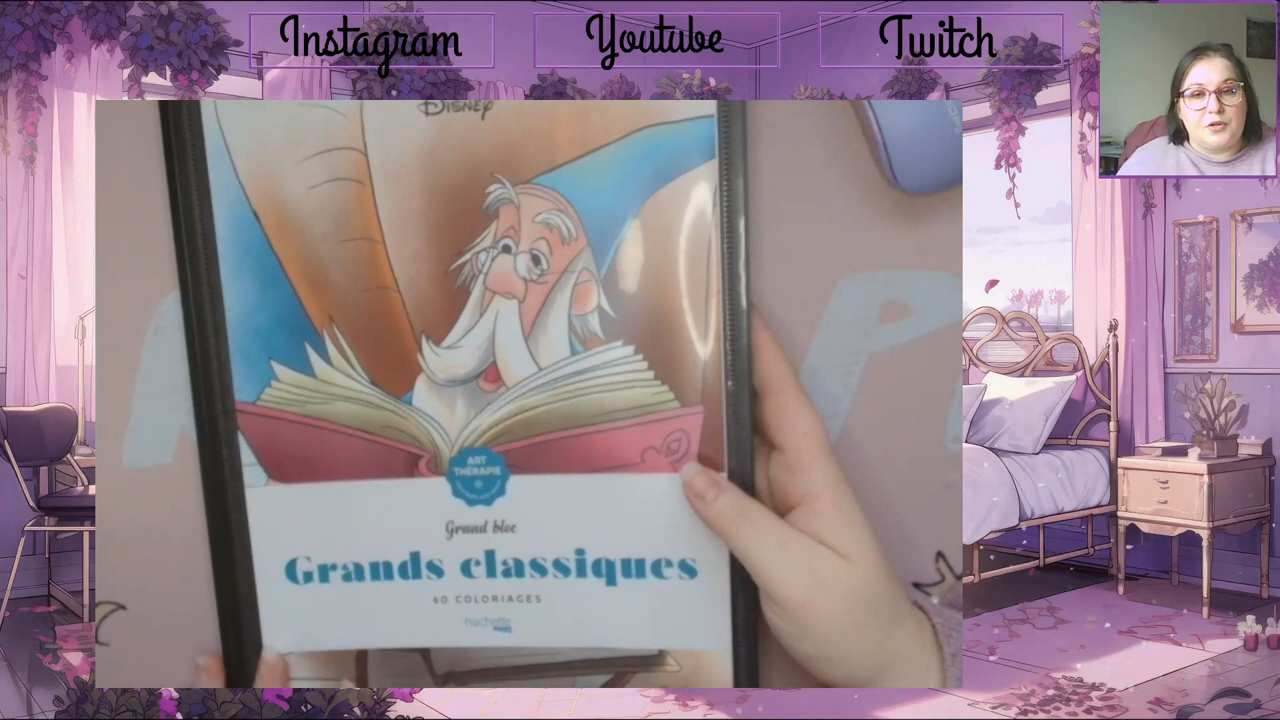 Instagram
Youtube
Twitch
DISNEY
ART
THÉRAPIE
Grand bloc
Grands classiques
60 COLORIAGES
hachette